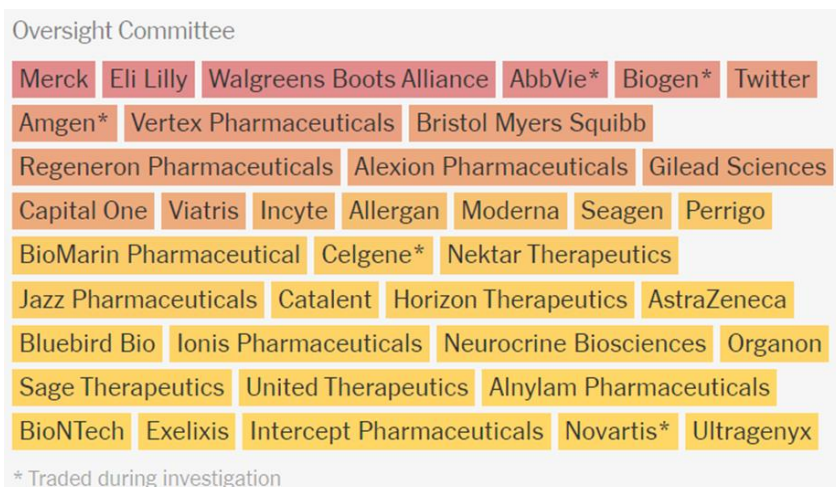 Oversight Committee
Merck Eli Lilly Walgreens Boots Alliance AbbVie* Biogen* Twitter
Amgen* Vertex Pharmaceuticals Bristol Myers Squibb
Regeneron Pharmaceuticals Alexion Pharmaceuticals Gilead Sciences
Capital One Viatris Incyte Allergan Moderna Seagen Perrigo
BioMarin Pharmaceutical Celgene* Nektar Therapeutics
Jazz Pharmaceuticals Catalent Horizon Therapeutics AstraZeneca
Bluebird Bio Ionis Pharmaceuticals Neurocrine Biosciences Organon
Sage Therapeutics United Therapeutics Alnylam Pharmaceuticals
BioNTech Exelixis Intercept Pharmaceuticals Novartis* Ultragenyx
* Traded during investigation